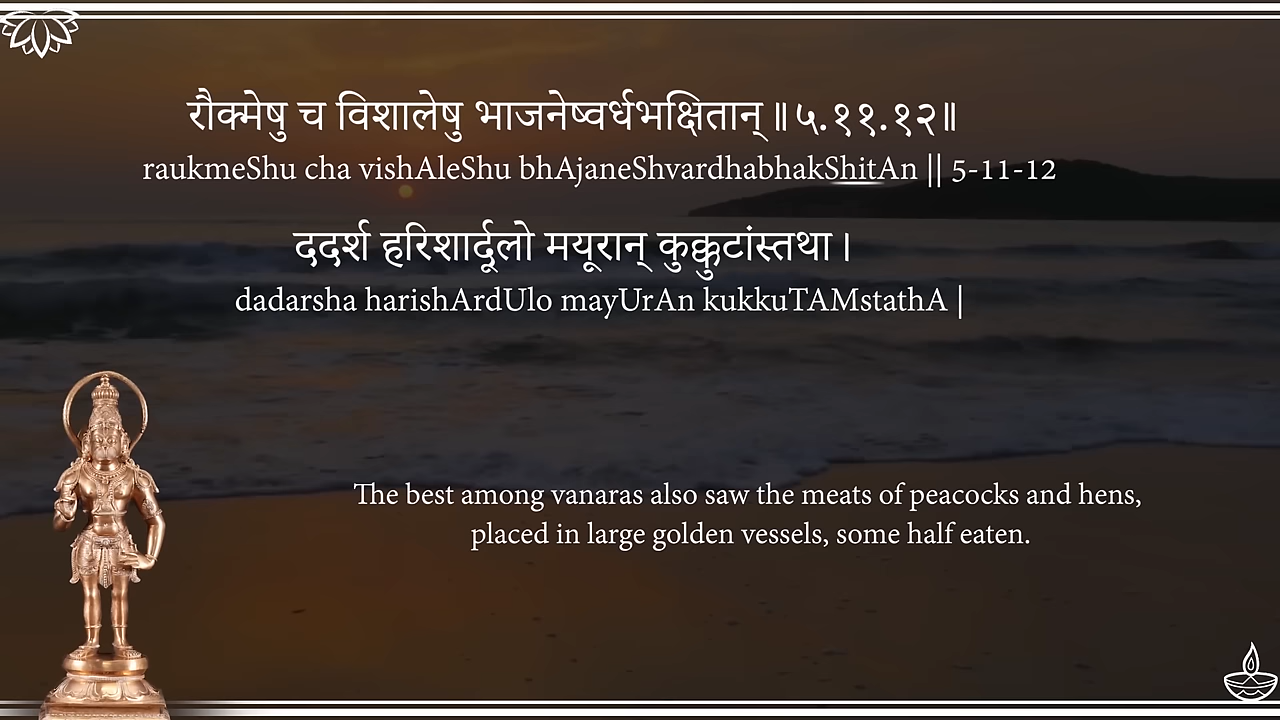 रौक्मेषु च विशालेषु भाजनेष्वर्धभक्षितान् ॥ ५.११.१२॥
raukmeShu cha vishAleShu bhAjaneShvardhabhakShitAn || 5-11-12
ददर्श हरिशार्दूलो मयूरान् कुक्कुटांस्तथा ।
dadarsha harishArdUlo mayUrAn kukkuTAMstathA |
The best among vanaras also saw the meats of peacocks and hens,
placed in large golden vessels, some half eaten.